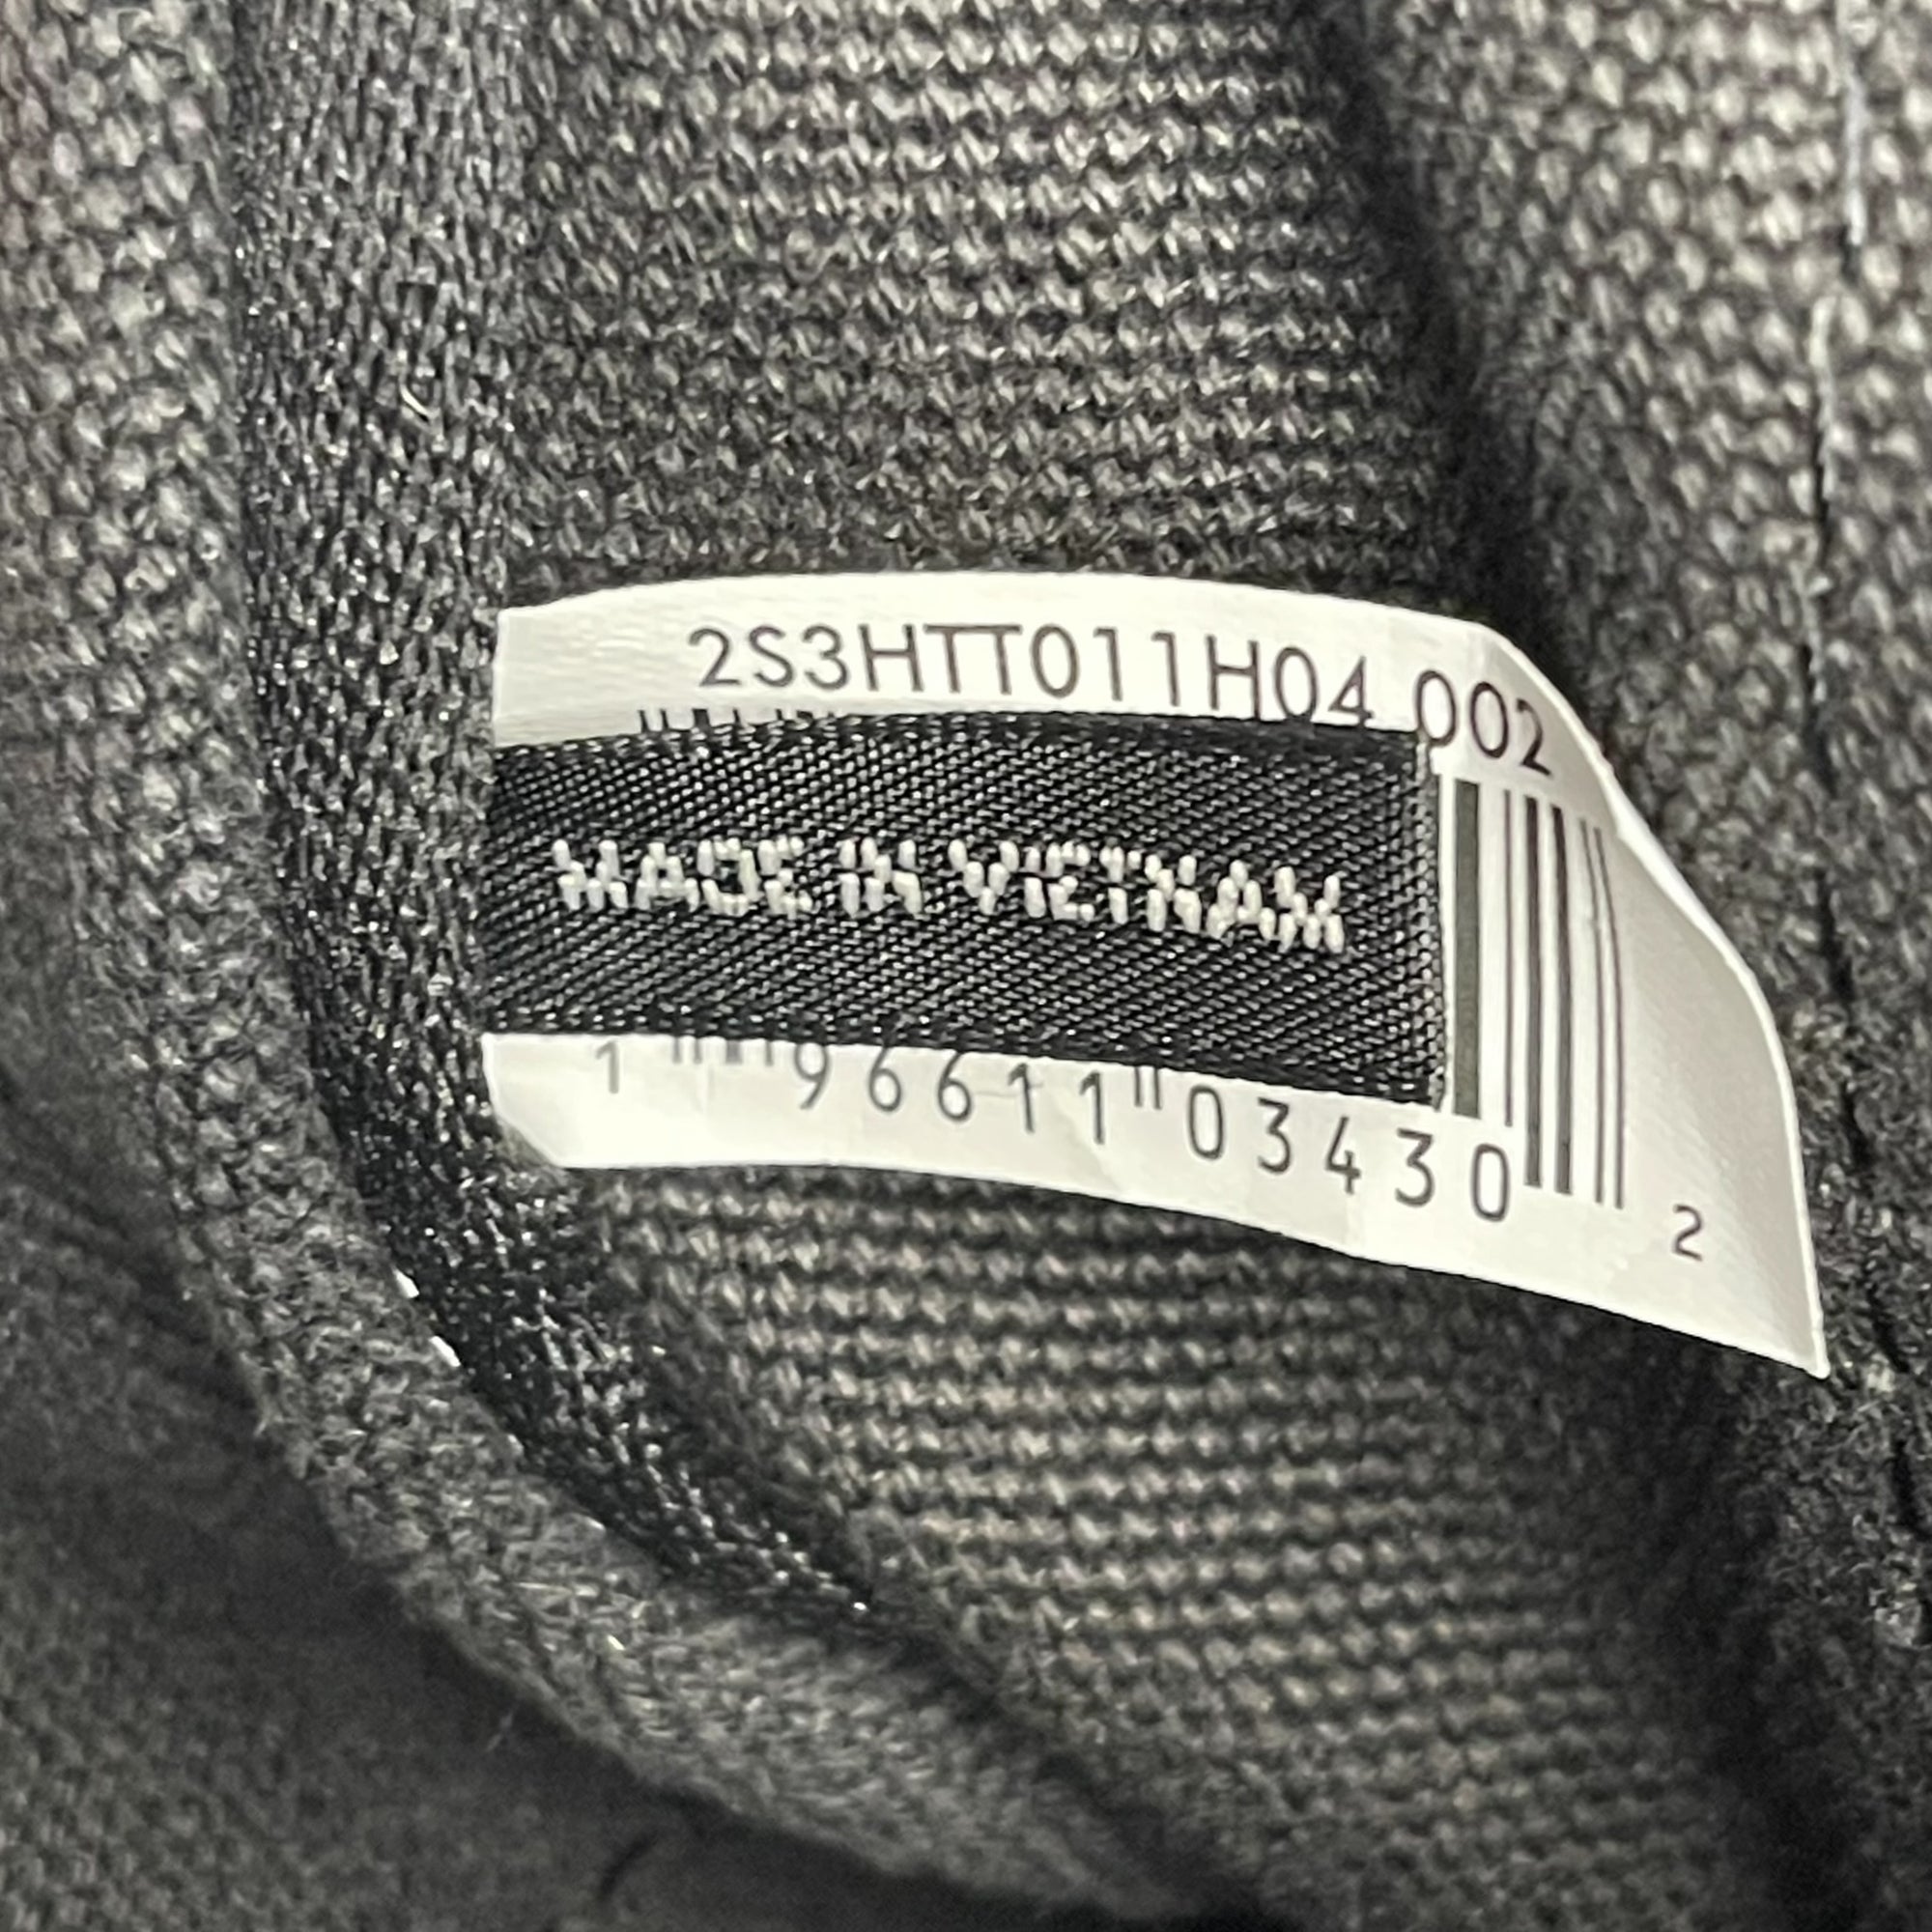 2S3HTT011H04 002
MADE IN VIETNAM
1 96611 03430 2